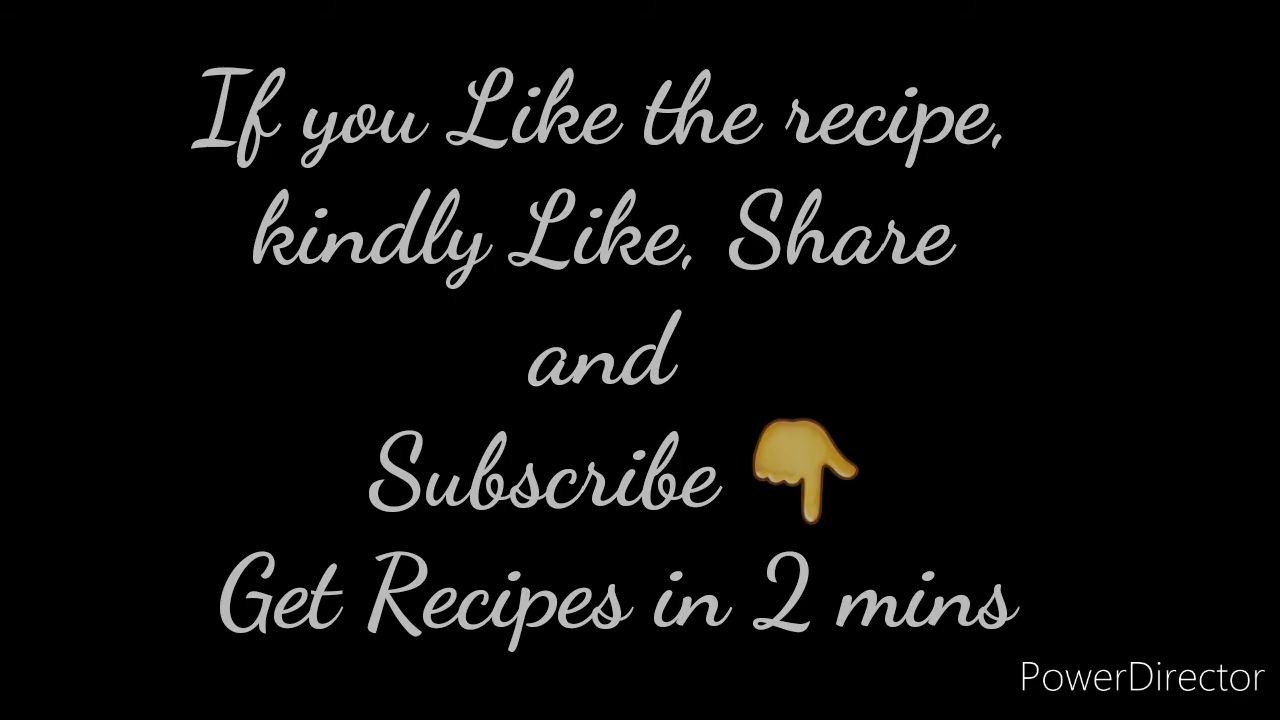 If you Like the recipe,
kindly Like, Share
and
Subscribe 👇
Get Recipes in 2 mins
PowerDirector